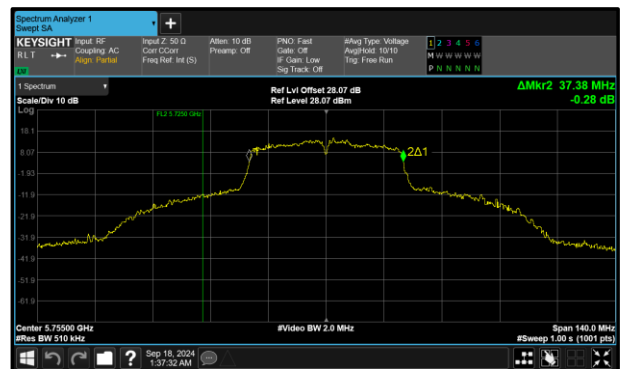 Spectrum Analyzer 1
Swept SA
+
KEYSIGHT Input: RF Input Z: 50 Ω Atten: 10 dB PNO: Fast #Avg Type: Voltage 1 2 3 4 5 6
RLT Coupling: AC Corr CCorr Preamp: Off Gate: Off Avg|Hold: 10/10 M W W W W W
Align: Partial Freq Ref: Int (S) IF Gain: Low Trig: Free Run P N N N N N
Sig Track: Off
LXI
1 Spectrum Ref Lvl Offset 28.07 dB ΔMkr2 37.38 MHz
Scale/Div 10 dB Ref Level 28.07 dBm -0.28 dB
Log
FL2 5.7250 GHz
18.1
8.07
1
2Δ1
-1.93
-11.9
-21.9
-31.9
-41.9
-51.9
-61.9
Center 5.75500 GHz #Video BW 2.0 MHz Span 140.0 MHz
#Res BW 510 kHz #Sweep 1.00 s (1001 pts)
? Sep 18, 2024
1:37:32 AM